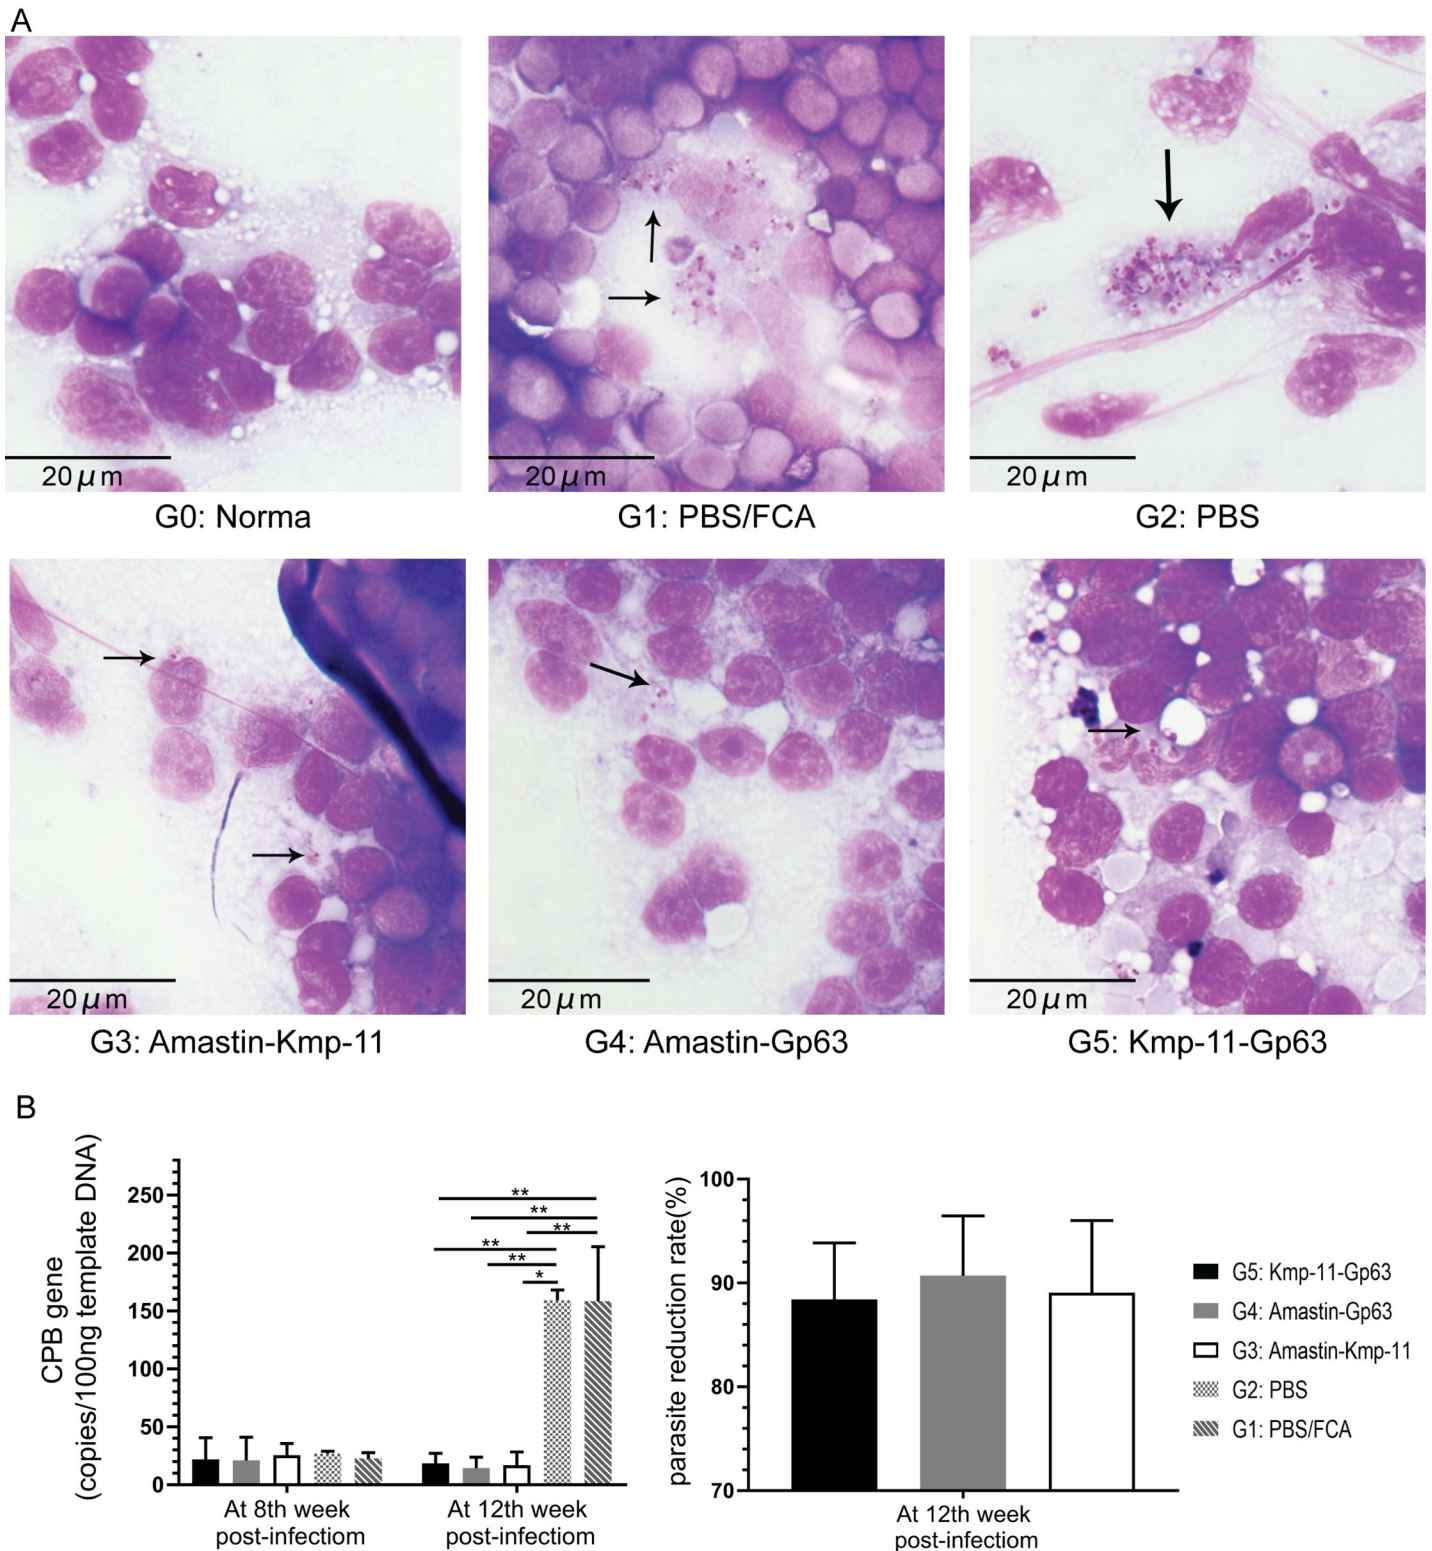 A
20 μm
20 μm
20 μm
G0: Norma
G1: PBS/FCA
G2: PBS
20 μm
20 μm
20 μm
G3: Amastin-Kmp-11
G4: Amastin-Gp63
G5: Kmp-11-Gp63
B
CPB gene
(copies/100ng template DNA)
250
200
150
100
50
0
**
**
**
**
**
*
At 8th week
post-infectiom
At 12th week
post-infectiom
parasite reduction rate(%)
100
90
80
70
At 12th week
post-infectiom
G5: Kmp-11-Gp63
G4: Amastin-Gp63
G3: Amastin-Kmp-11
G2: PBS
G1: PBS/FCA